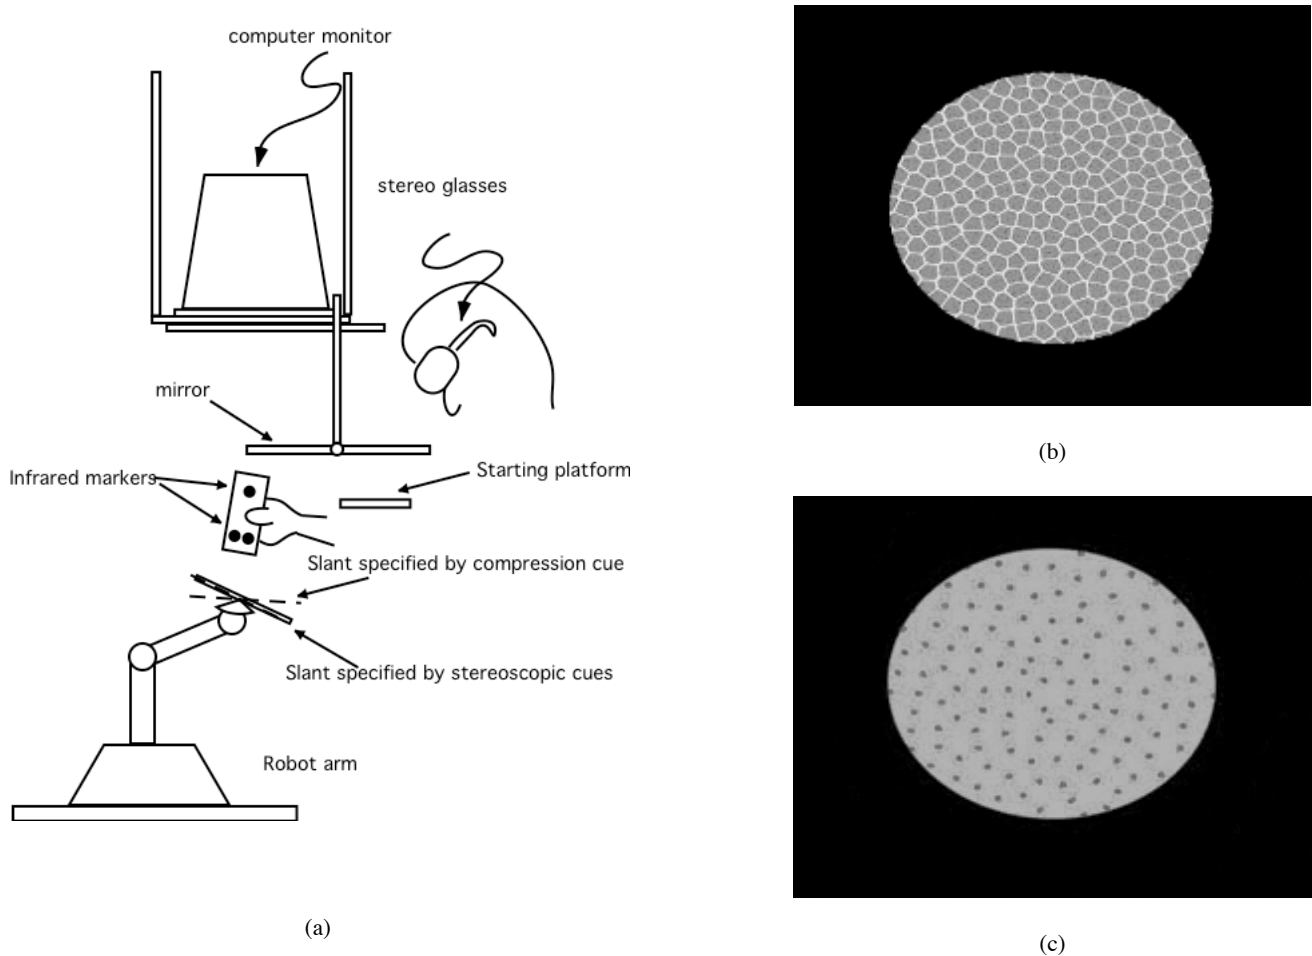 computer monitor
stereo glasses
mirror
Infrared markers
Starting platform
Slant specified by compression cue
Slant specified by stereoscopic cues
Robot arm
(a)
(b)
(c)